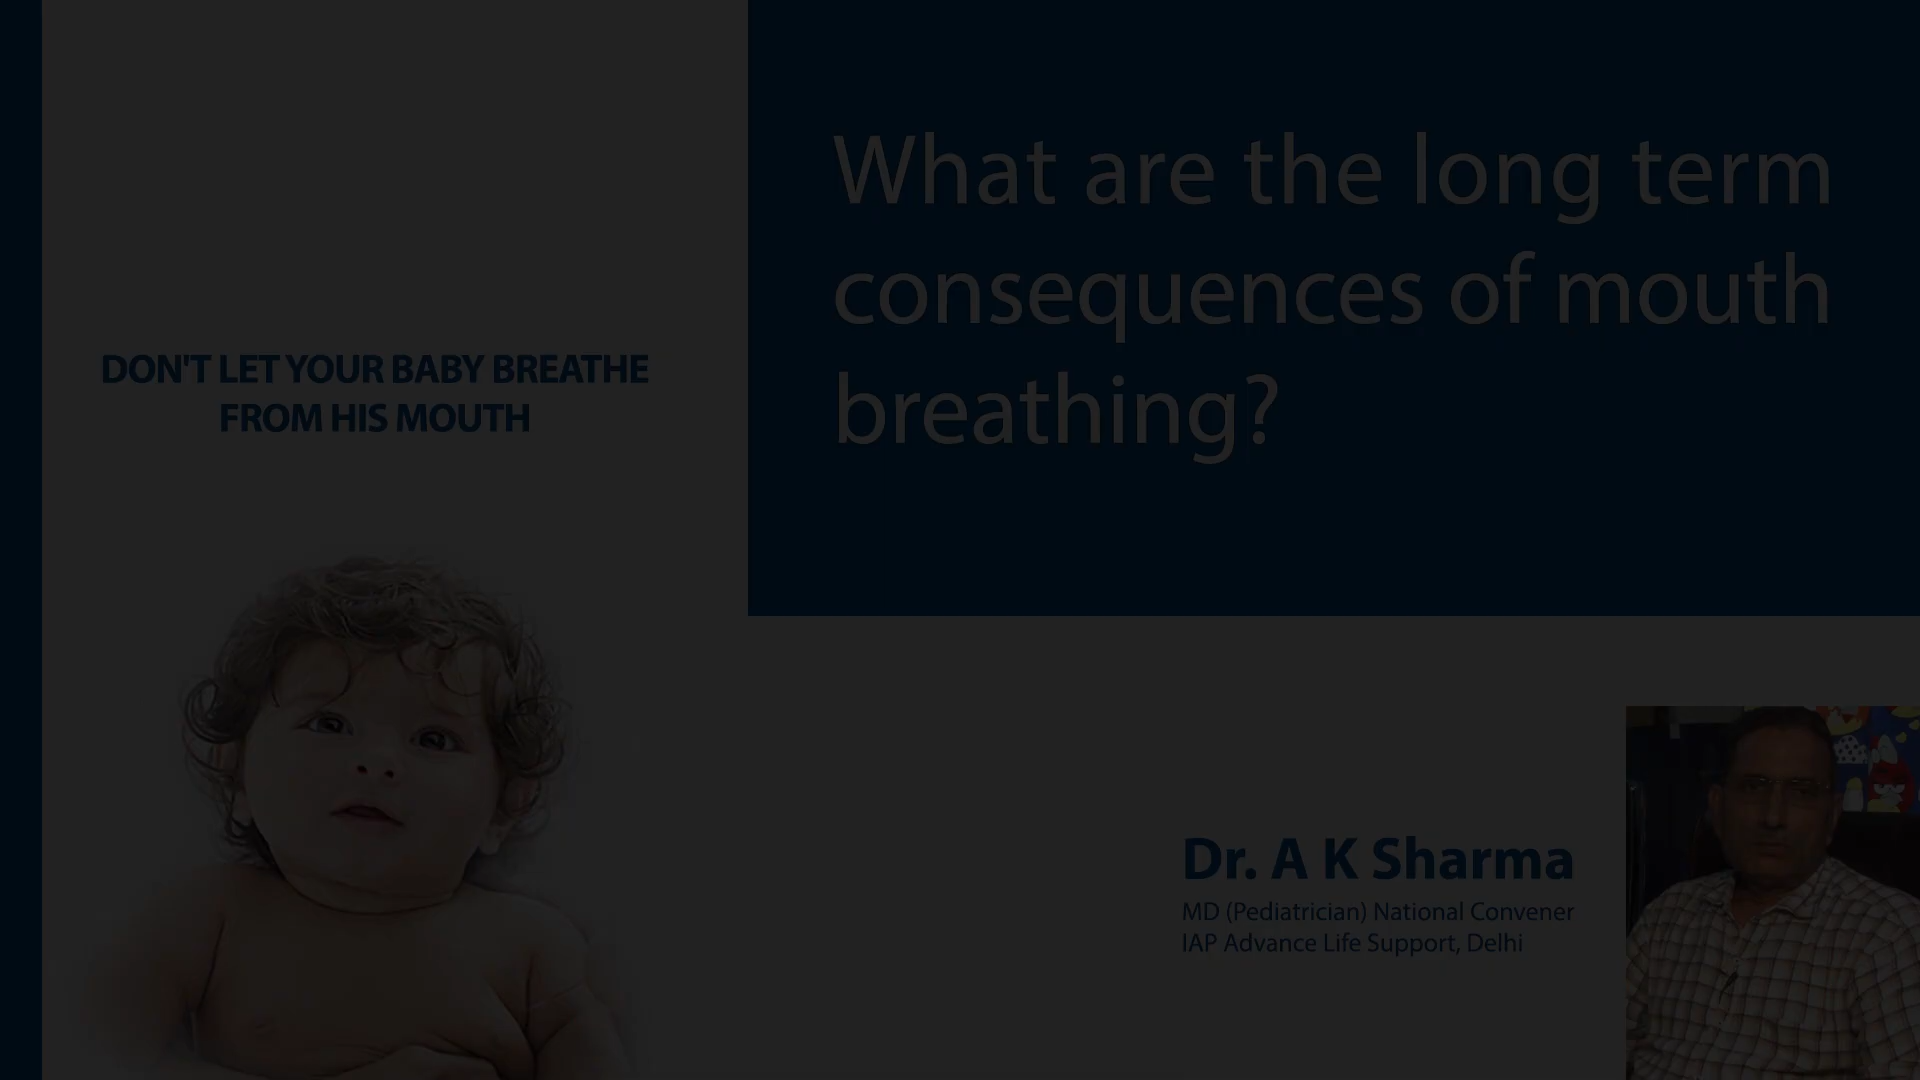 DON'T LET YOUR BABY BREATHE
FROM HIS MOUTH
What are the long term
consequences of mouth
breathing?
Dr. A K Sharma
MD (Pediatrician) National Convener
IAP Advance Life Support, Delhi